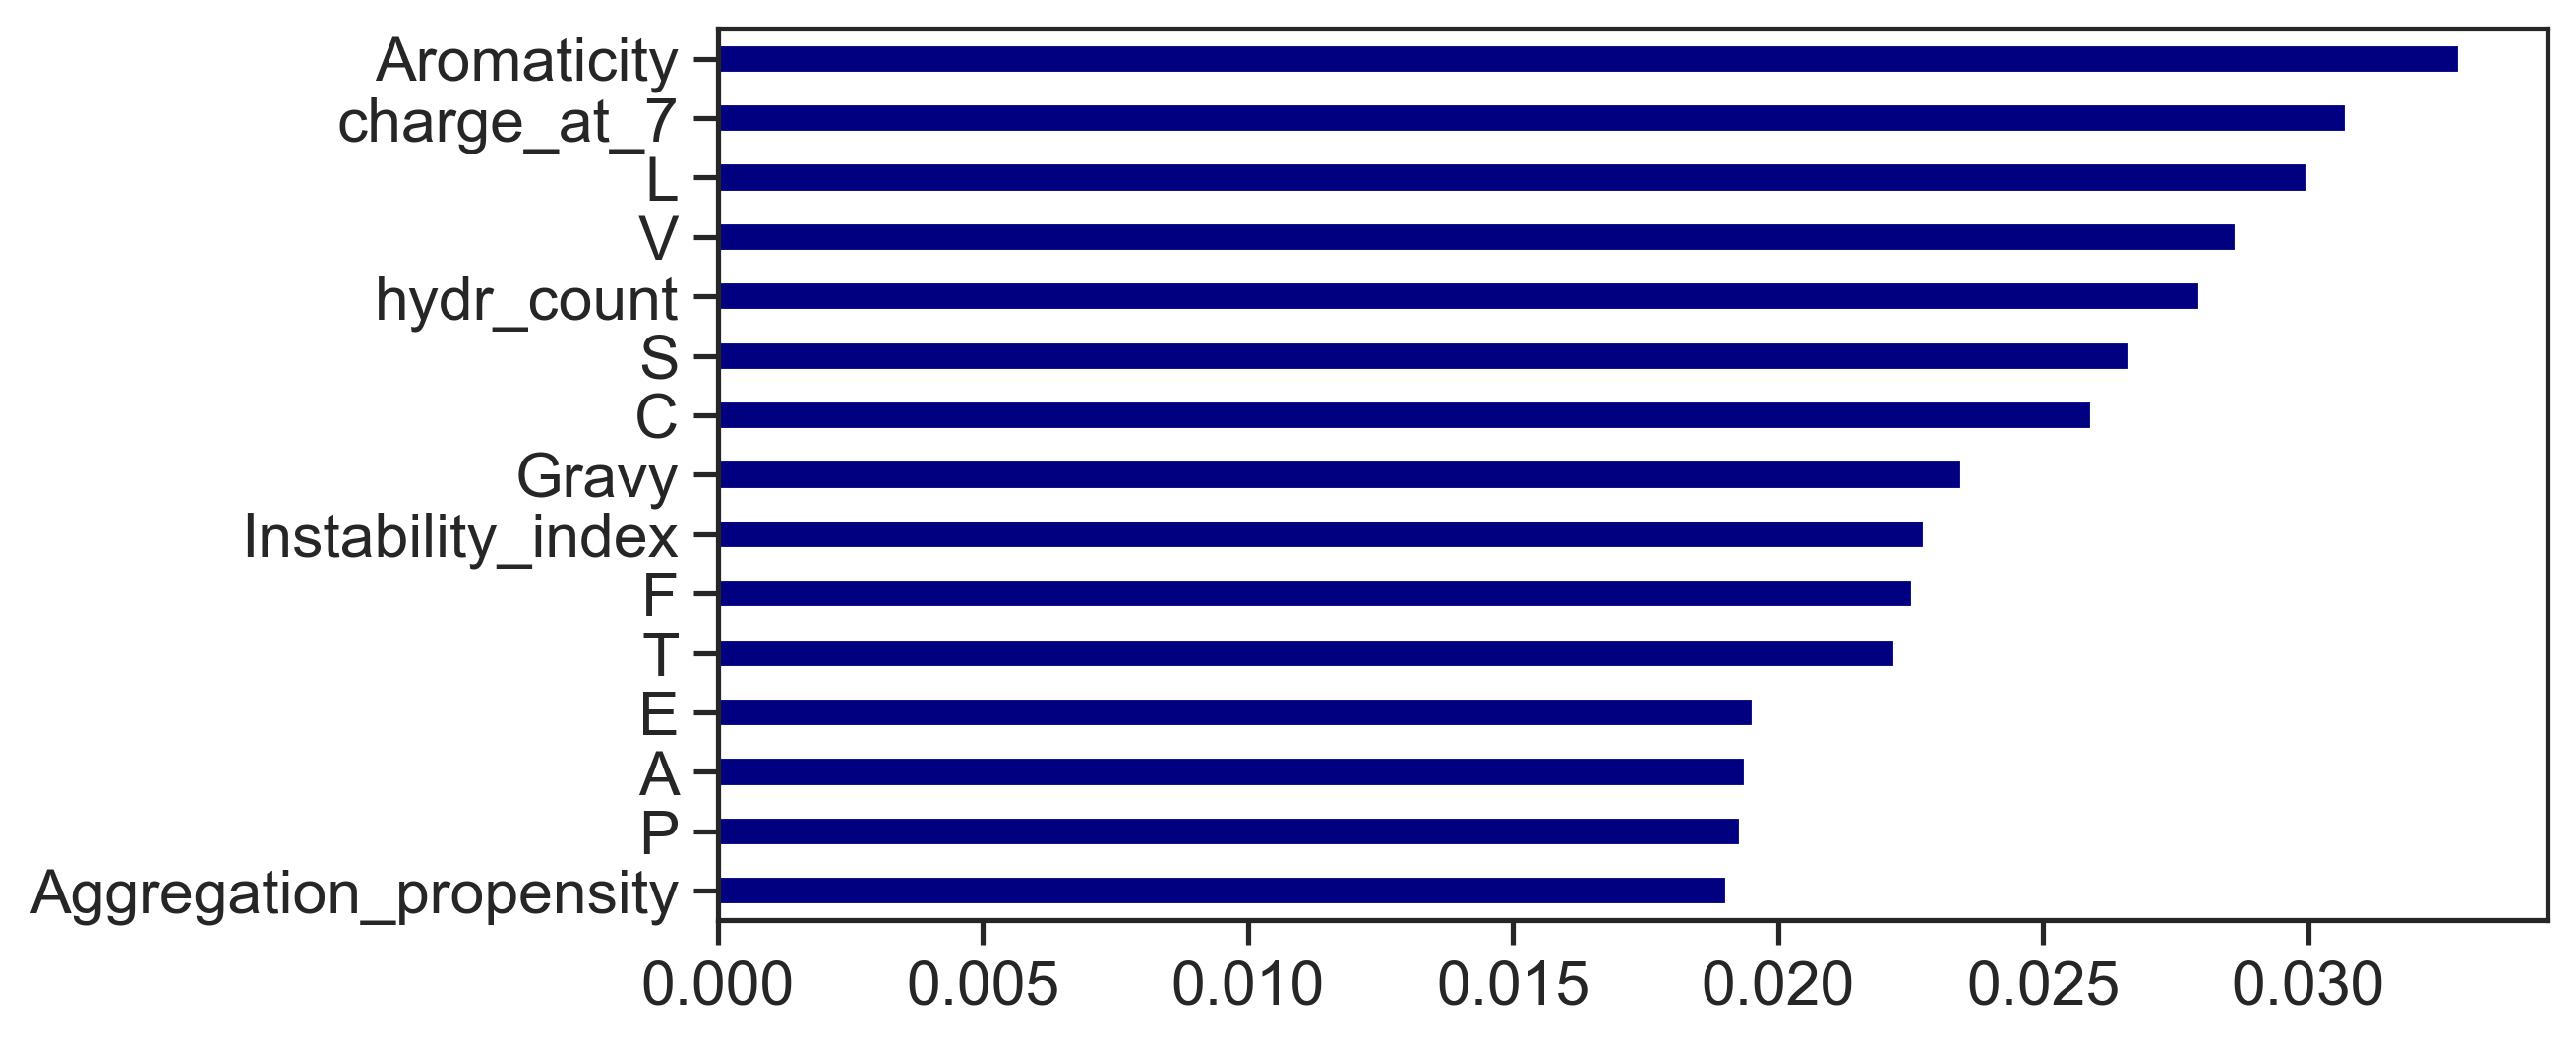 Aromaticity
charge_at_7
L
V
hydr_count
S
C
Gravy
Instability_index
F
T
E
A
P
Aggregation_propensity
0.000 0.005 0.010 0.015 0.020 0.025 0.030